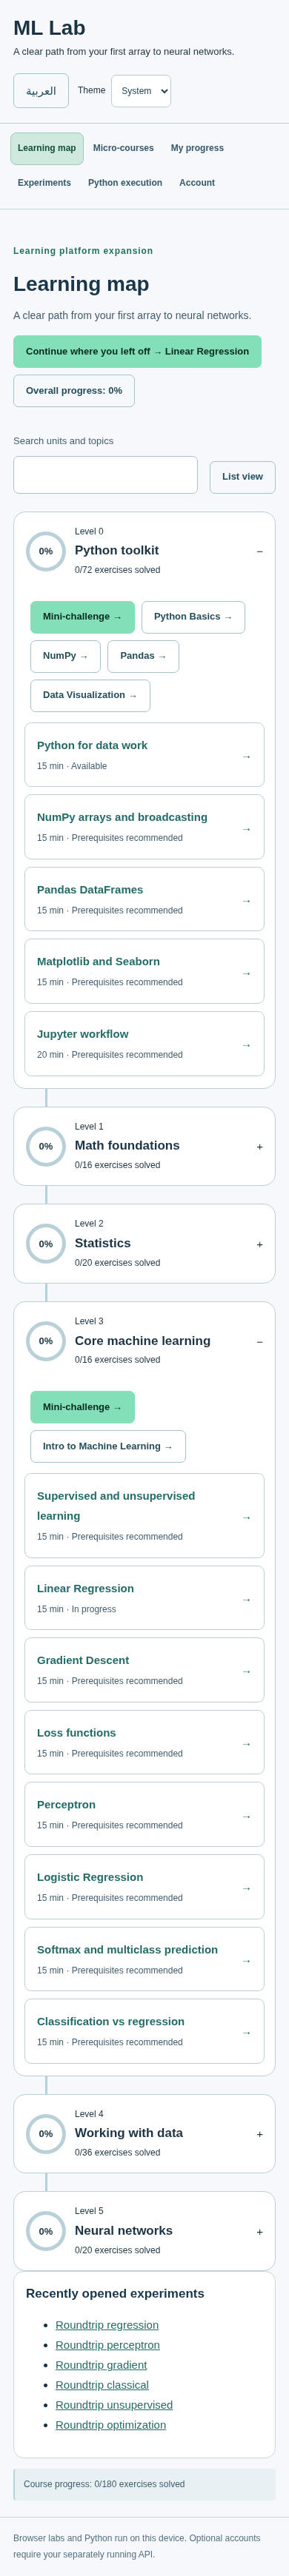 ML Lab
A clear path from your first array to neural networks.
العربية
Theme
System
Learning map
Micro-courses
My progress
Experiments
Python execution
Account
Learning platform expansion
Learning map
A clear path from your first array to neural networks.
Continue where you left off → Linear Regression
Overall progress: 0%
Search units and topics
List view
0%
Level 0
Python toolkit
0/72 exercises solved
−
Mini-challenge →
Python Basics →
NumPy →
Pandas →
Data Visualization →
Python for data work
15 min · Available
→
NumPy arrays and broadcasting
15 min · Prerequisites recommended
→
Pandas DataFrames
15 min · Prerequisites recommended
→
Matplotlib and Seaborn
15 min · Prerequisites recommended
→
Jupyter workflow
20 min · Prerequisites recommended
→
0%
Level 1
Math foundations
0/16 exercises solved
+
0%
Level 2
Statistics
0/20 exercises solved
+
0%
Level 3
Core machine learning
0/16 exercises solved
−
Mini-challenge →
Intro to Machine Learning →
Supervised and unsupervised
learning
15 min · Prerequisites recommended
→
Linear Regression
15 min · In progress
→
Gradient Descent
15 min · Prerequisites recommended
→
Loss functions
15 min · Prerequisites recommended
→
Perceptron
15 min · Prerequisites recommended
→
Logistic Regression
15 min · Prerequisites recommended
→
Softmax and multiclass prediction
15 min · Prerequisites recommended
→
Classification vs regression
15 min · Prerequisites recommended
→
0%
Level 4
Working with data
0/36 exercises solved
+
0%
Level 5
Neural networks
0/20 exercises solved
+
Recently opened experiments
• Roundtrip regression
• Roundtrip perceptron
• Roundtrip gradient
• Roundtrip classical
• Roundtrip unsupervised
• Roundtrip optimization
Course progress: 0/180 exercises solved
Browser labs and Python run on this device. Optional accounts
require your separately running API.